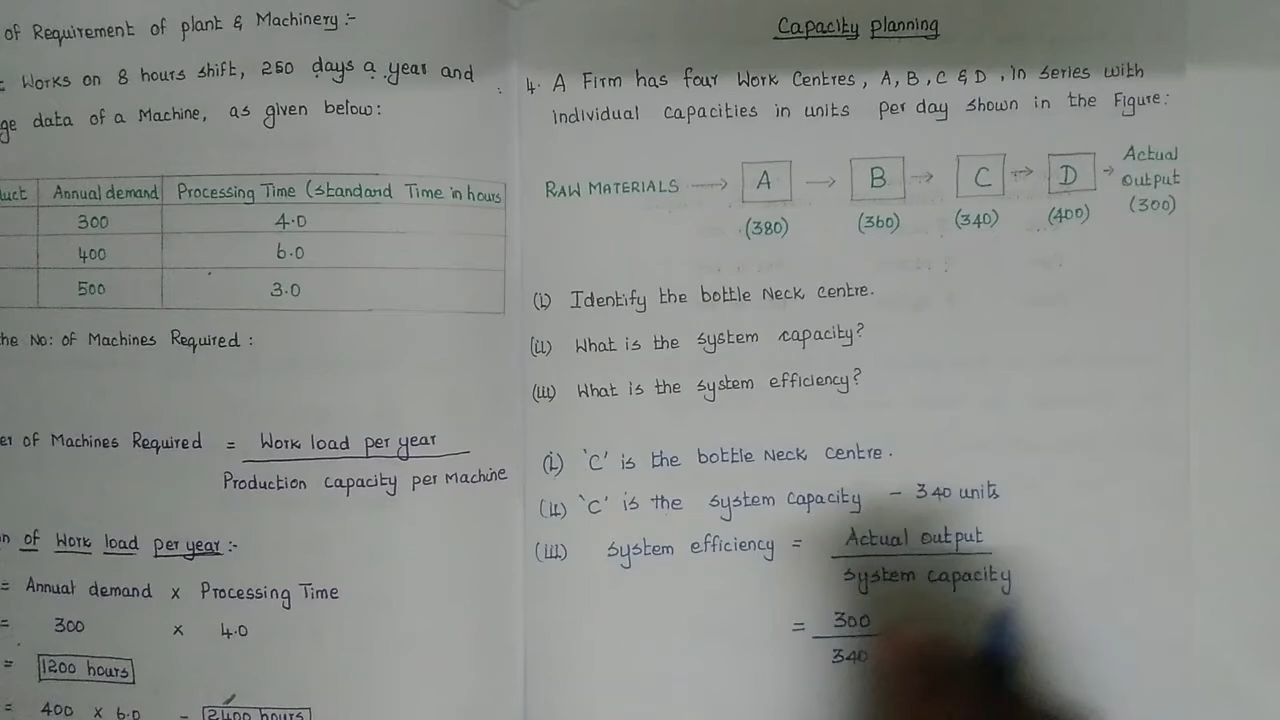 of Requirement of plant & Machinery :-
Works on 8 hours shift, 250 days a year and
data of a Machine, as given below:
Annual demand Processing Time (Standard Time in hours
300 4.0
400 6.0
500 3.0
No: of Machines Required :
of Machines Required = Work load per year
Production capacity per Machine
of Work load per year :-
= Annual demand x Processing Time
= 300 x 4.0
= 1200 hours
= 400 x 6.0 = 2400 hours
Capacity planning
4. A Firm has four Work Centres, A, B, C & D, in series with
individual capacities in units per day shown in the Figure:
RAW MATERIALS → A → B → C → D → Actual
output
(380) (360) (340) (400) (300)
(i) Identify the bottle Neck centre.
(ii) What is the system capacity?
(iii) What is the system efficiency?
(i) 'C' is the bottle Neck centre.
(ii) 'C' is the system capacity - 340 units
(iii) system efficiency = Actual output
system capacity
= 300
340